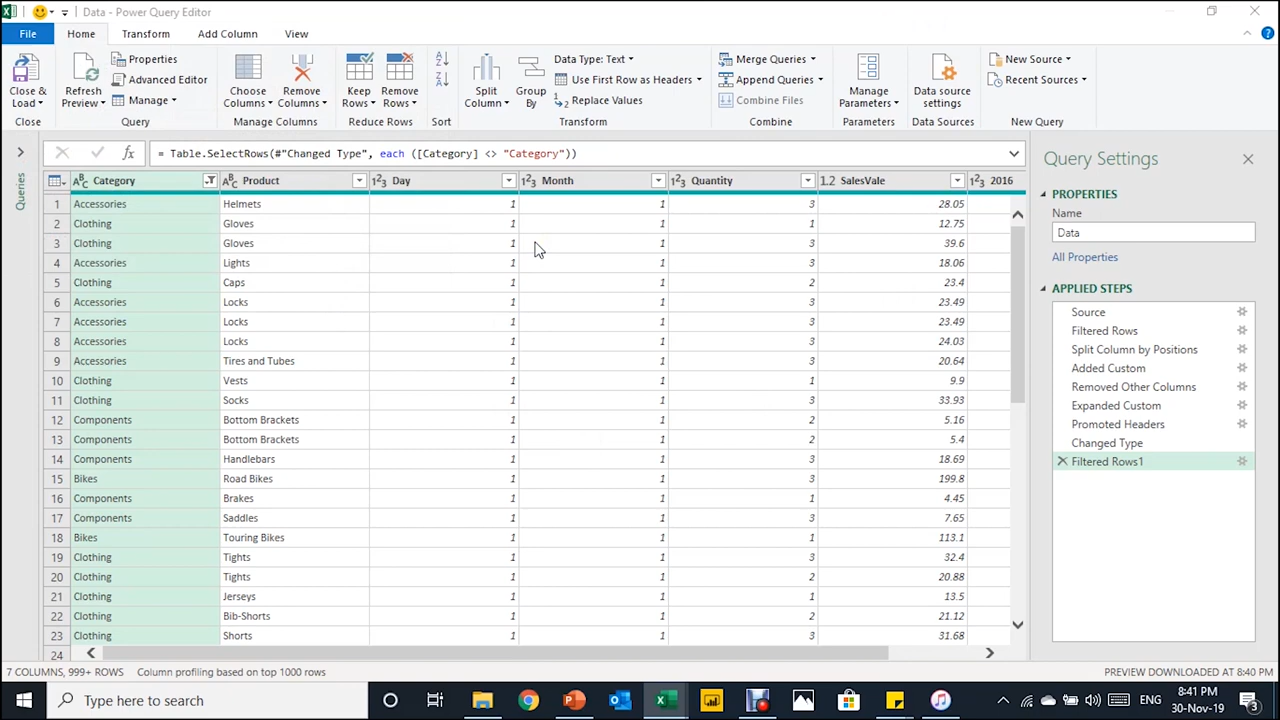 Data - Power Query Editor
File Home Transform Add Column View
Close & Load
Refresh Preview
Properties
Advanced Editor
Manage
Choose Columns
Remove Columns
Keep Rows
Remove Rows
Split Column
Group By
Data Type: Text
Use First Row as Headers
Replace Values
Merge Queries
Append Queries
Combine Files
Manage Parameters
Data source settings
New Source
Recent Sources
Close Query Manage Columns Reduce Rows Sort Transform Combine Parameters Data Sources New Query
= Table.SelectRows(#"Changed Type", each ([Category] <> "Category"))
Queries
Category Product Day Month Quantity SalesVale 2016
1 Accessories Helmets 1 1 3 28.05
2 Clothing Gloves 1 1 1 12.75
3 Clothing Gloves 1 1 3 39.6
4 Accessories Lights 1 1 3 18.06
5 Clothing Caps 1 1 2 23.4
6 Accessories Locks 1 1 3 23.49
7 Accessories Locks 1 1 3 23.49
8 Accessories Locks 1 1 3 24.03
9 Accessories Tires and Tubes 1 1 3 20.64
10 Clothing Vests 1 1 1 9.9
11 Clothing Socks 1 1 3 33.93
12 Components Bottom Brackets 1 1 2 5.16
13 Components Bottom Brackets 1 1 2 5.4
14 Components Handlebars 1 1 3 18.69
15 Bikes Road Bikes 1 1 3 199.8
16 Components Brakes 1 1 1 4.45
17 Components Saddles 1 1 3 7.65
18 Bikes Touring Bikes 1 1 1 113.1
19 Clothing Tights 1 1 3 32.4
20 Clothing Tights 1 1 2 20.88
21 Clothing Jerseys 1 1 1 13.5
22 Clothing Bib-Shorts 1 1 2 21.12
23 Clothing Shorts 1 1 3 31.68
24
Query Settings
PROPERTIES
Name
Data
All Properties
APPLIED STEPS
Source
Filtered Rows
Split Column by Positions
Added Custom
Removed Other Columns
Expanded Custom
Promoted Headers
Changed Type
Filtered Rows1
7 COLUMNS, 999+ ROWS Column profiling based on top 1000 rows PREVIEW DOWNLOADED AT 8:40 PM
Type here to search
ENG
8:41 PM
30-Nov-19
3